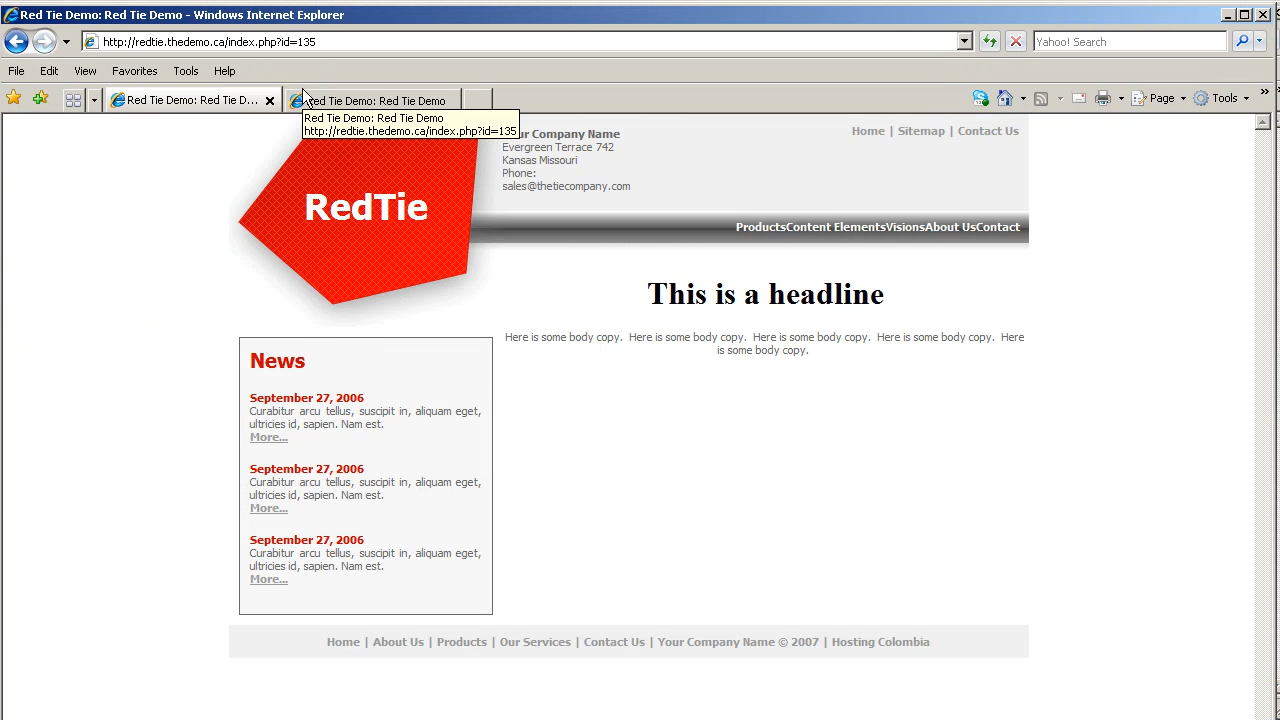 Red Tie Demo: Red Tie Demo - Windows Internet Explorer
http://redtie.thedemo.ca/index.php?id=135
Yahoo! Search
File Edit View Favorites Tools Help
Red Tie Demo: Red Tie D...
Red Tie Demo: Red Tie Demo
Page
Tools
Red Tie Demo: Red Tie Demo
http://redtie.thedemo.ca/index.php?id=135
Company Name
Evergreen Terrace 742
Kansas Missouri
Phone:
sales@thetiecompany.com
Home | Sitemap | Contact Us
RedTie
ProductsContent ElementsVisionsAbout UsContact
This is a headline
Here is some body copy. Here is some body copy. Here is some body copy. Here is some body copy. Here
is some body copy.
News
September 27, 2006
Curabitur arcu tellus, suscipit in, aliquam eget,
ultricies id, sapien. Nam est.
More...
September 27, 2006
Curabitur arcu tellus, suscipit in, aliquam eget,
ultricies id, sapien. Nam est.
More...
September 27, 2006
Curabitur arcu tellus, suscipit in, aliquam eget,
ultricies id, sapien. Nam est.
More...
Home | About Us | Products | Our Services | Contact Us | Your Company Name © 2007 | Hosting Colombia